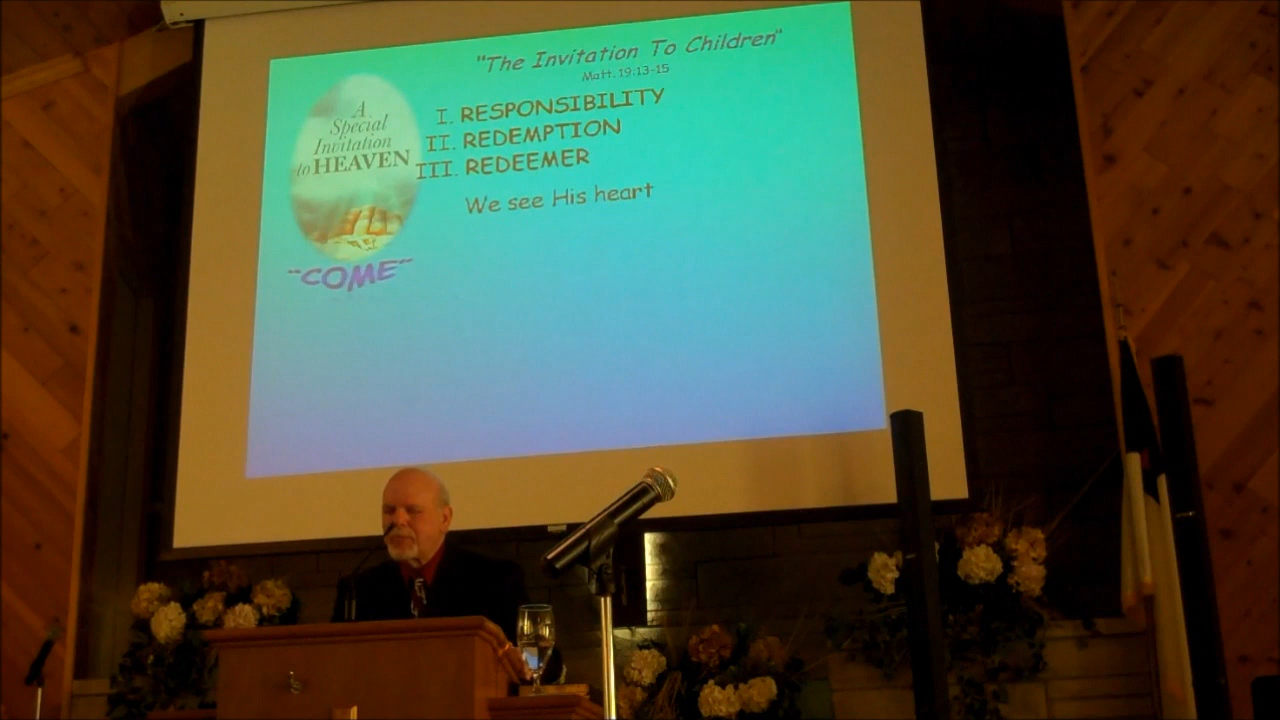 "The Invitation To Children"
Matt. 19:13-15
I. RESPONSIBILITY
II. REDEMPTION
III. REDEEMER
We see His heart
A
Special
Invitation
to HEAVEN
"COME"